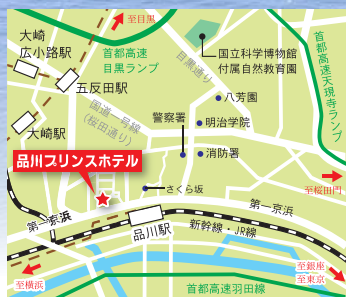 至目黒
大崎
広小路駅
首都高速
目黒ランプ
目黒通り
国立科学博物館
付属自然教育園
首都高速天現寺ランプ
五反田駅
八芳園
国道一号線
(桜田通り)
警察署
明治学院
大崎駅
消防署
品川プリンスホテル
至桜田門
さくら坂
第一京浜
第一京浜
品川駅
新幹線・JR線
至横浜
至銀座
至東京
首都高速羽田線